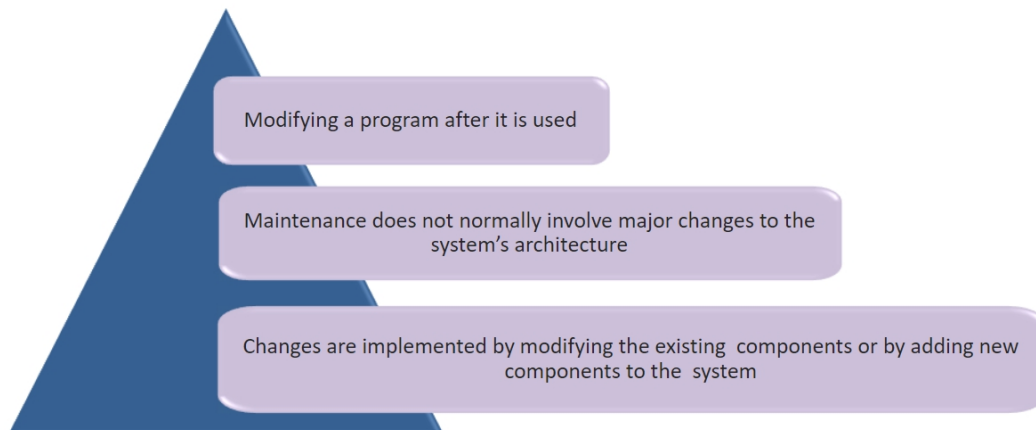 Modifying a program after it is used
Maintenance does not normally involve major changes to the
system’s architecture
Changes are implemented by modifying the existing components or by adding new
components to the system